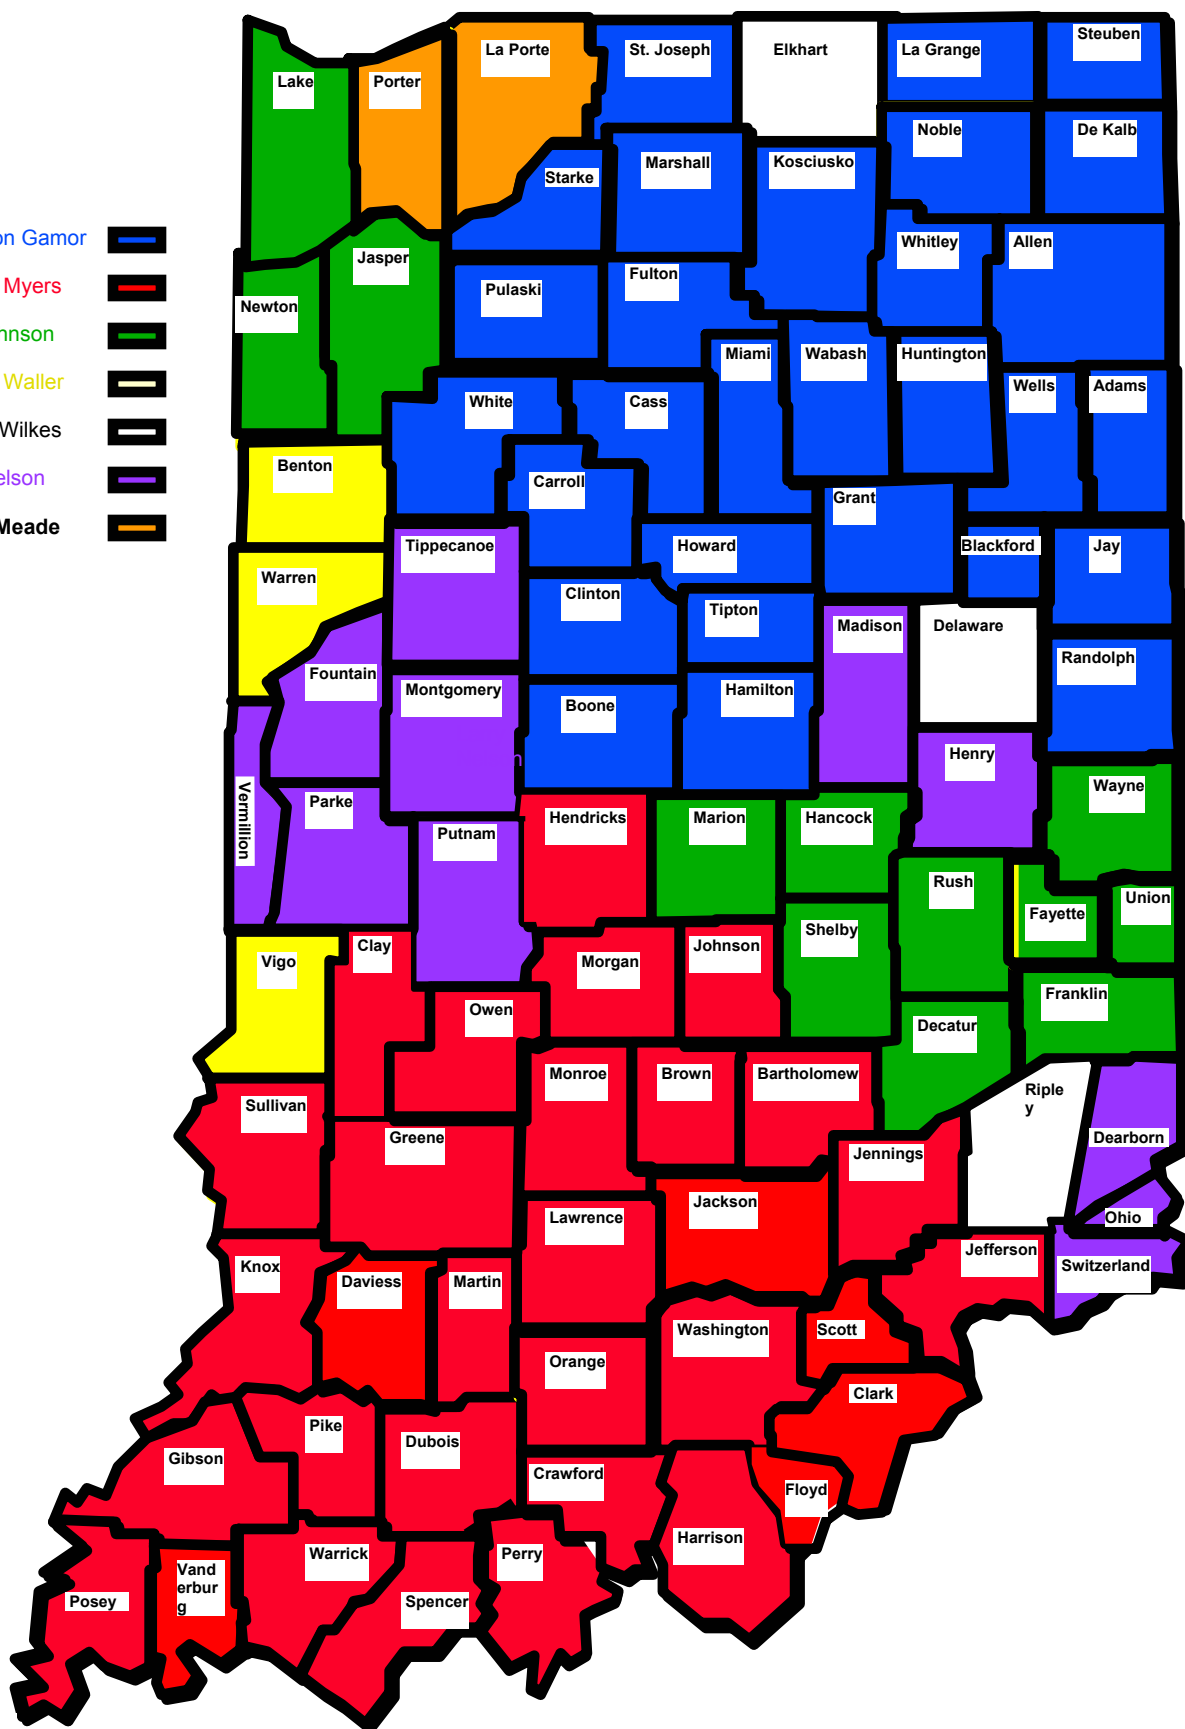 La Porte
St. Joseph
Elkhart
La Grange
Steuben
Lake
Porter
Noble
De Kalb
Starke
Marshall
Kosciusko
on Gamor
Jasper
Whitley
Allen
Myers
Newton
Pulaski
Fulton
nnson
Miami
Wabash
Huntington
Waller
White
Cass
Wells
Adams
Wilkes
Benton
elson
Carroll
Grant
Meade
Tippecanoe
Howard
Blackford
Jay
Warren
Clinton
Tipton
Madison
Delaware
Fountain
Montgomery
Boone
Hamilton
Randolph
n
Henry
Vermillion
Parke
Putnam
Hendricks
Marion
Hancock
Wayne
Rush
Fayette
Union
Vigo
Clay
Morgan
Johnson
Shelby
Owen
Decatur
Franklin
Sullivan
Monroe
Brown
Bartholomew
Riple
y
Greene
Jennings
Dearborn
Lawrence
Jackson
Ohio
Knox
Daviess
Martin
Jefferson
Switzerland
Orange
Washington
Scott
Clark
Pike
Dubois
Gibson
Crawford
Floyd
Harrison
Warrick
Perry
Posey
Vand
erbur
g
Spencer